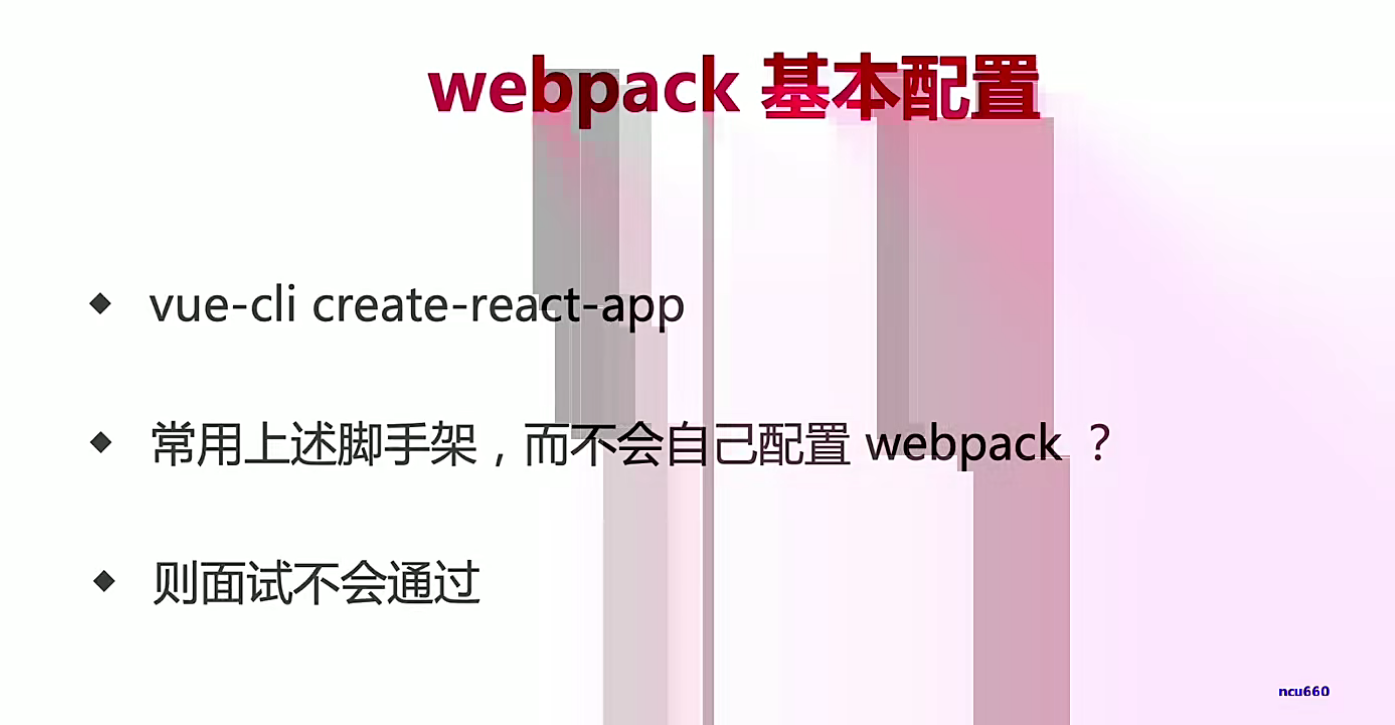 webpack 基本配置
vue-cli create-react-app
常用上述脚手架，而不会自己配置 webpack ？
则面试不会通过
ncu660